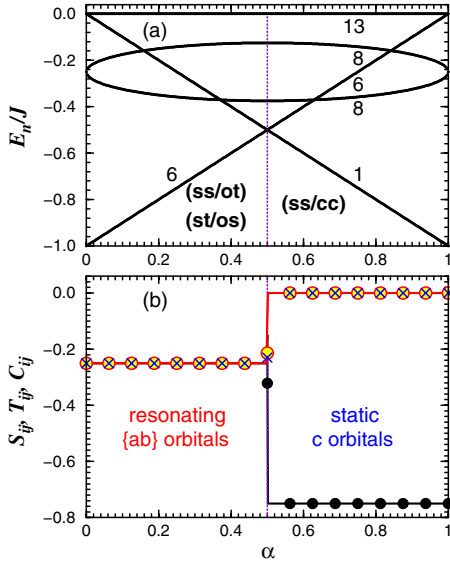 0.0
(a)
13
8
-0.2
E_n/J
-0.4
6
8
-0.6
6
1
(ss/ot)
(ss/cc)
-0.8
(st/os)
-1.0
0
0.2
0.4
0.6
0.8
1
0.0
(b)
-0.2
S_ij, T_ij, C_ij
-0.4
resonating
static
{ab} orbitals
c orbitals
-0.6
-0.8
0
0.2
0.4
0.6
0.8
1
α